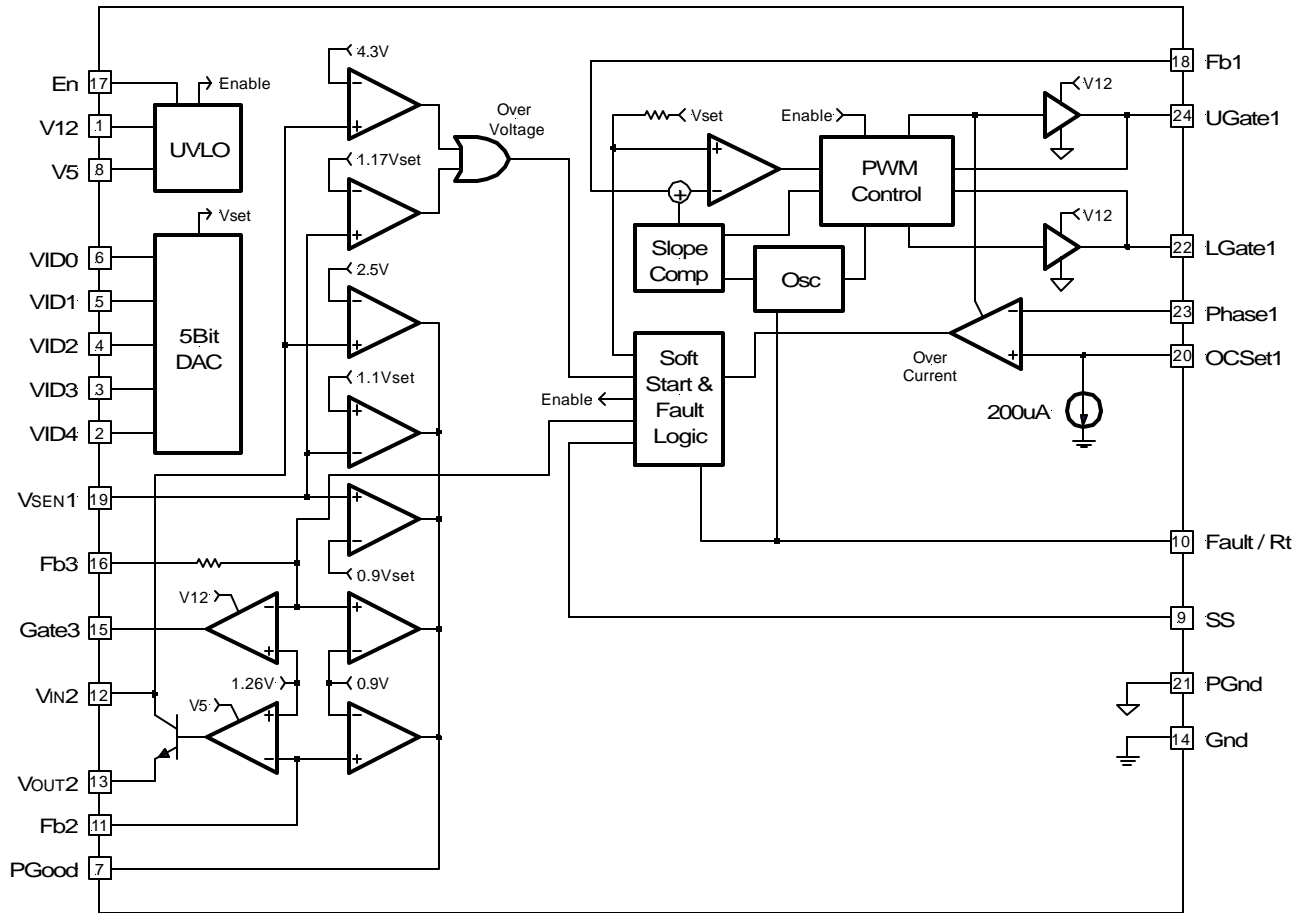 En 17
V12 1
V5 8
UVLO
Enable
VID0 6
VID1 5
VID2 4
VID3 3
VID4 2
Vset
5Bit
DAC
VSEN1 19
Fb3 16
Gate3 15
VIN2 12
VOUT2 13
Fb2 11
PGood 7
4.3V
−
+
1.17Vset
−
+
2.5V
−
+
1.1Vset
+
−
+
−
0.9Vset
V12
−
+
+
−
1.26V
0.9V
V5
+
−
−
+
Over
Voltage
Vset
+
−
+
Enable
PWM
Control
Slope
Comp
Osc
V12
V12
Soft
Start &
Fault
Logic
Enable
Over
Current
−
+
200uA
18 Fb1
24 UGate1
22 LGate1
23 Phase1
20 OCSet1
10 Fault / Rt
9 SS
21 PGnd
14 Gnd